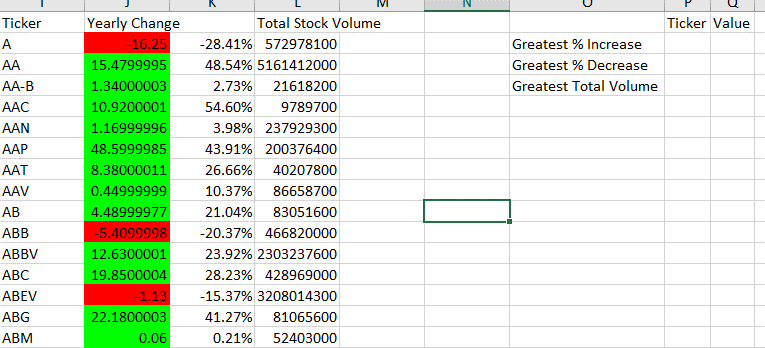 I J K L M N O P Q
Ticker Yearly Change Total Stock Volume Ticker Value
A -16.25 -28.41% 572978100 Greatest % Increase
AA 15.4799995 48.54% 5161412000 Greatest % Decrease
AA-B 1.34000003 2.73% 21618200 Greatest Total Volume
AAC 10.9200001 54.60% 9789700
AAN 1.16999996 3.98% 237929300
AAP 48.5999985 43.91% 200376400
AAT 8.38000011 26.66% 40207800
AAV 0.44999999 10.37% 86658700
AB 4.48999977 21.04% 83051600
ABB -5.4099998 -20.37% 466820000
ABBV 12.6300001 23.92% 2303237600
ABC 19.8500004 28.23% 428969000
ABEV -1.13 -15.37% 3208014300
ABG 22.1800003 41.27% 81065600
ABM 0.06 0.21% 52403000